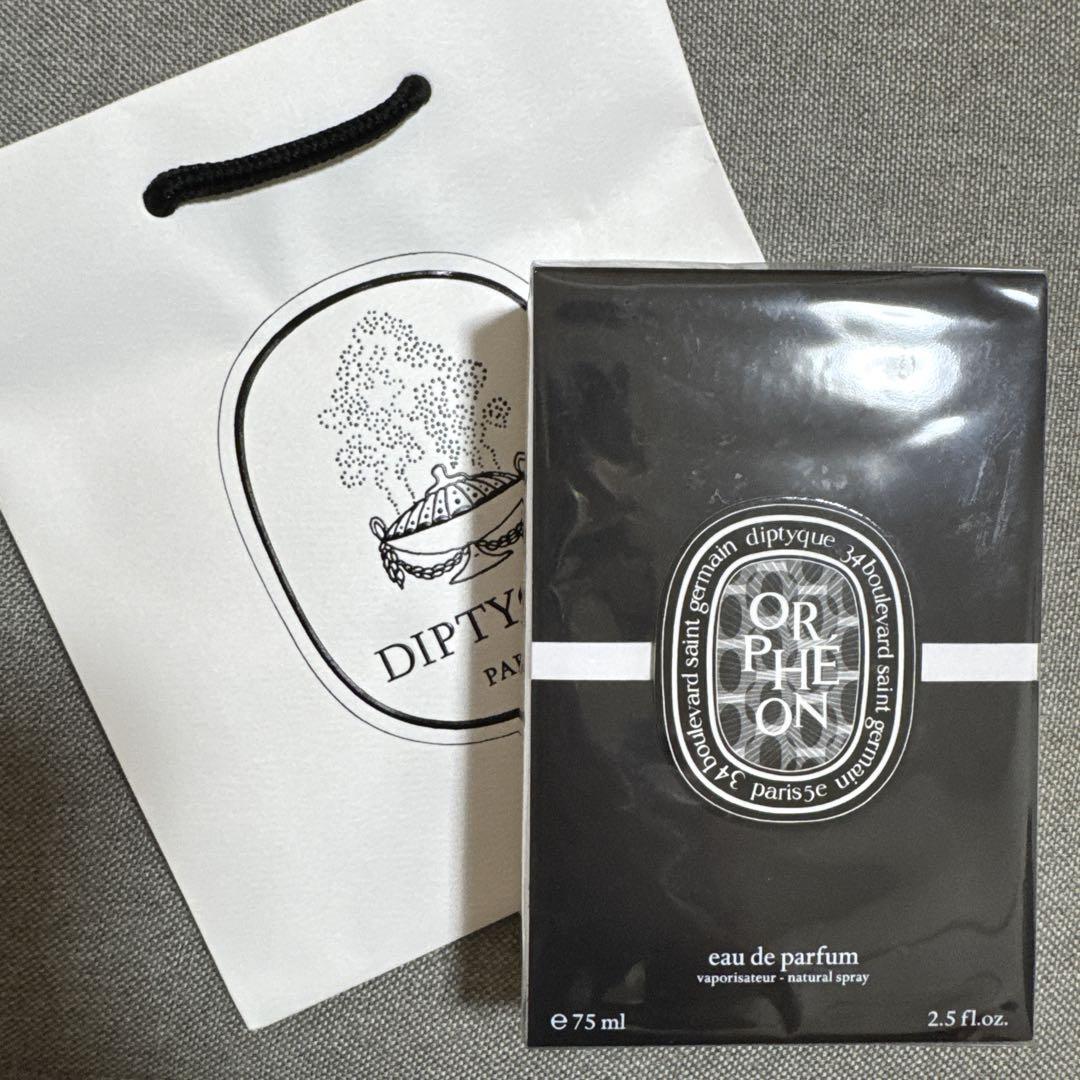 DIPTY
PA
diptyque 34 boulevard saint germain paris5e 34 boulevard saint germain
OR
PHÉ
ON
eau de parfum
vaporisateur - natural spray
℮ 75 ml
2.5 fl.oz.